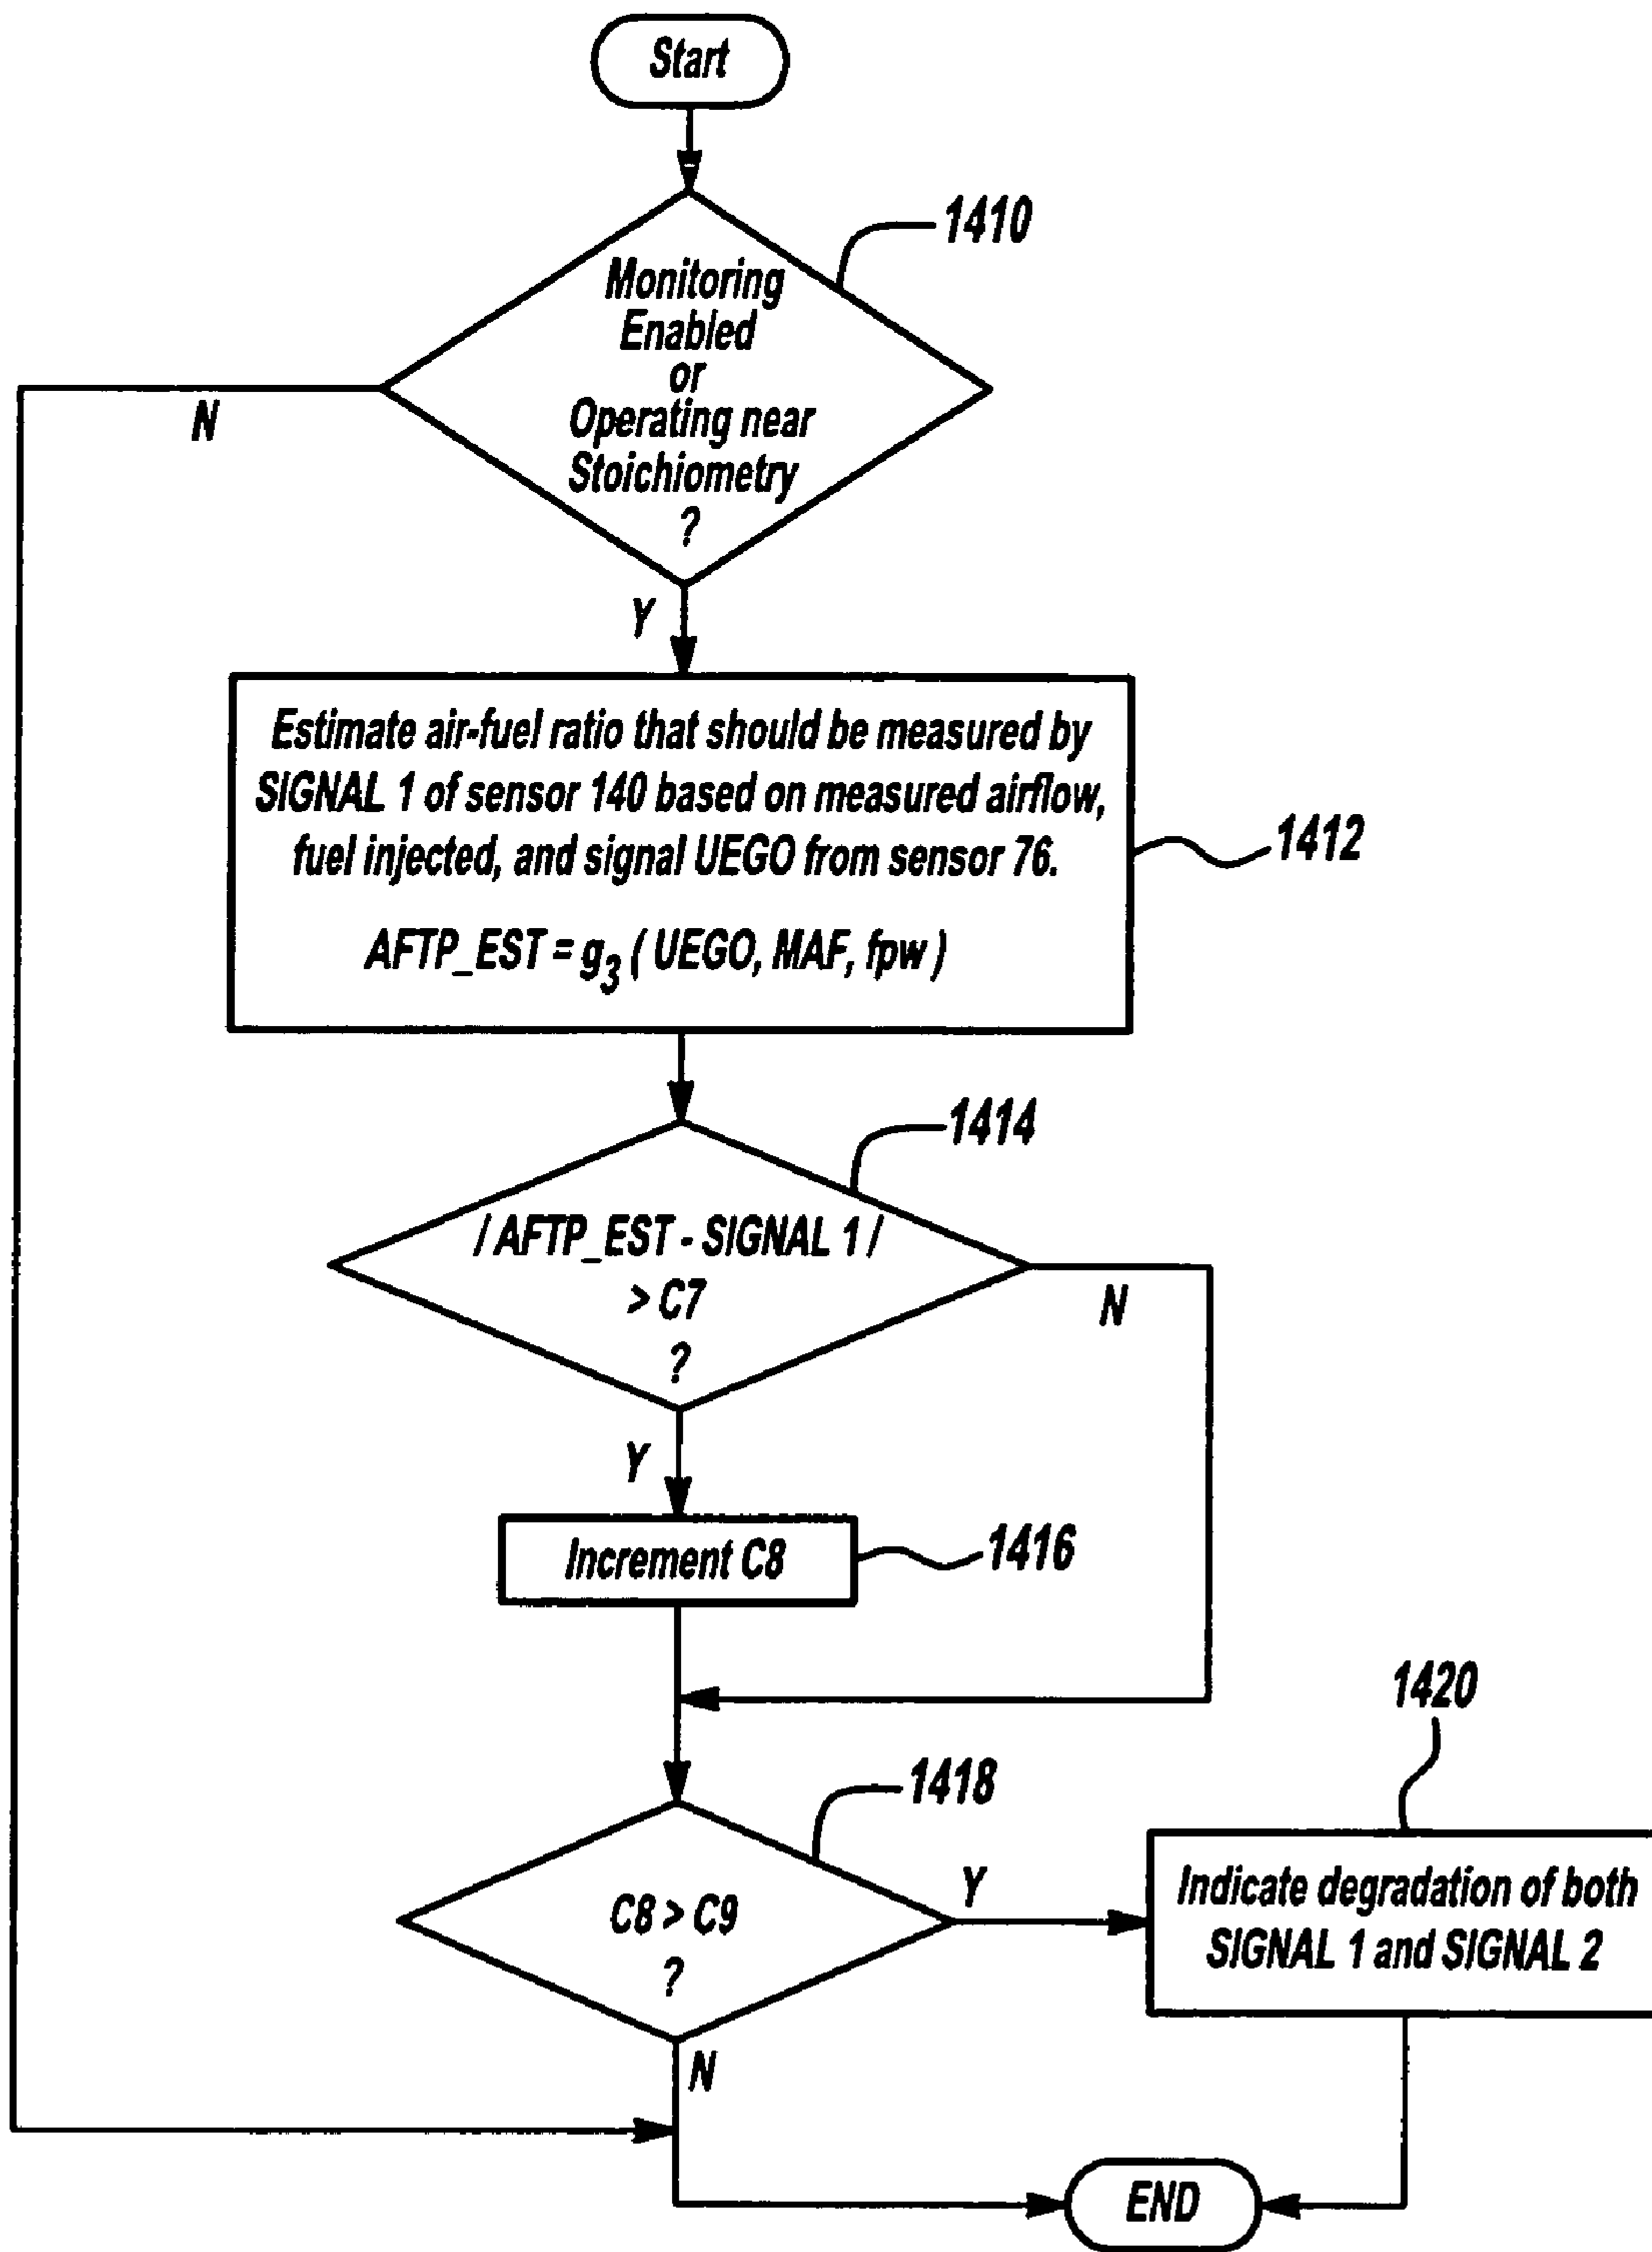 Start
1410
Monitoring
Enabled
or
Operating near
Stoichiometry
?
N
Y
Estimate air-fuel ratio that should be measured by
SIGNAL 1 of sensor 140 based on measured airflow,
fuel injected, and signal UEGO from sensor 76.
AFTP_EST = g3 ( UEGO, MAF, fpw )
1412
1414
/ AFTP_EST - SIGNAL 1 /
> C7
?
N
Y
Increment C8
1416
1420
1418
C8 > C9
?
Y
Indicate degradation of both
SIGNAL 1 and SIGNAL 2
N
END